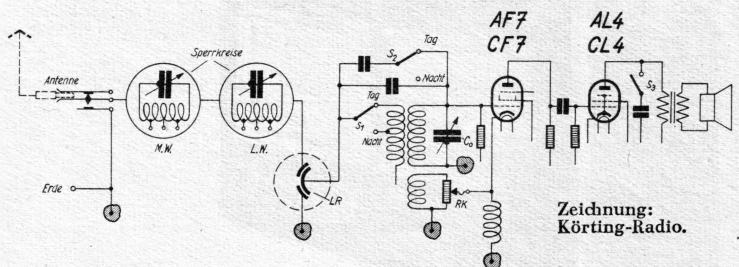 AF7
CF7
AL4
CL4
Sperrkreise
Antenne
M.W.
L.W.
Erde
LR
S₂
Tag
Nacht
Tag
S₁
Nacht
C₀
RK
S₃
Zeichnung:
Körting-Radio.